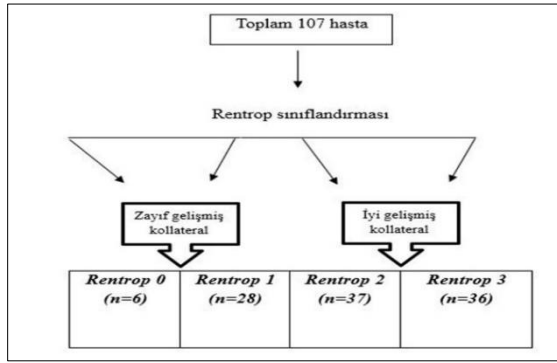 Toplam 107 hasta
Rentrop sınıflandırması
Zayıf gelişmiş
kollateral
İyi gelişmiş
kollateral
Rentrop 0
(n=6)
Rentrop 1
(n=28)
Rentrop 2
(n=37)
Rentrop 3
(n=36)